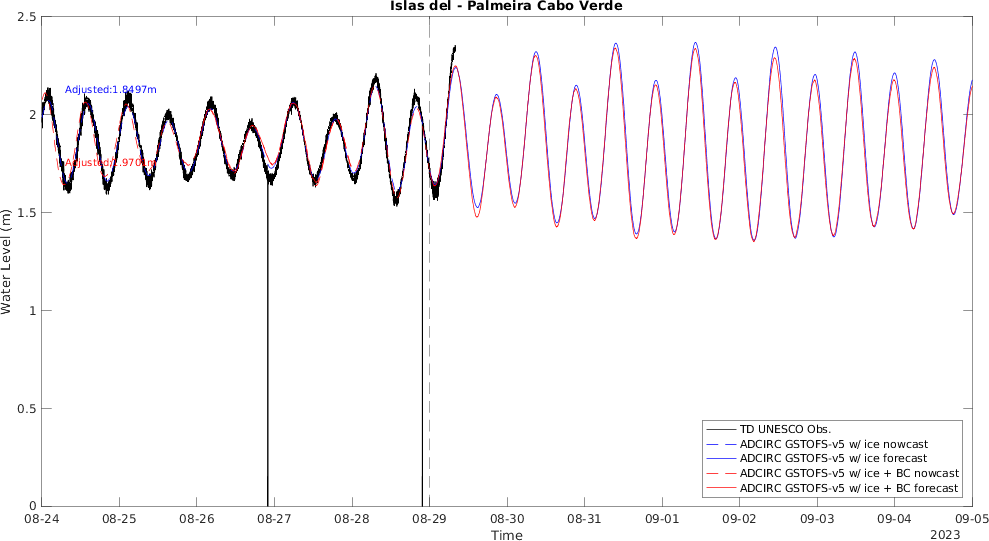 Islas del - Palmeira Cabo Verde
Water Level (m)
2.5
2
1.5
1
0.5
0
Adjusted:1.8497m
TD UNESCO Obs.
ADCIRC GSTOFS-v5 w/ ice nowcast
ADCIRC GSTOFS-v5 w/ ice forecast
ADCIRC GSTOFS-v5 w/ ice + BC nowcast
ADCIRC GSTOFS-v5 w/ ice + BC forecast
08-24 08-25 08-26 08-27 08-28 08-29 08-30 08-31 09-01 09-02 09-03 09-04 09-05
Time
2023